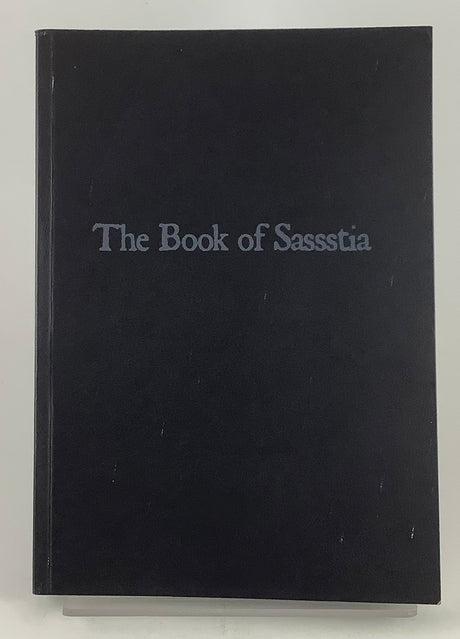 The Book of Sassstia